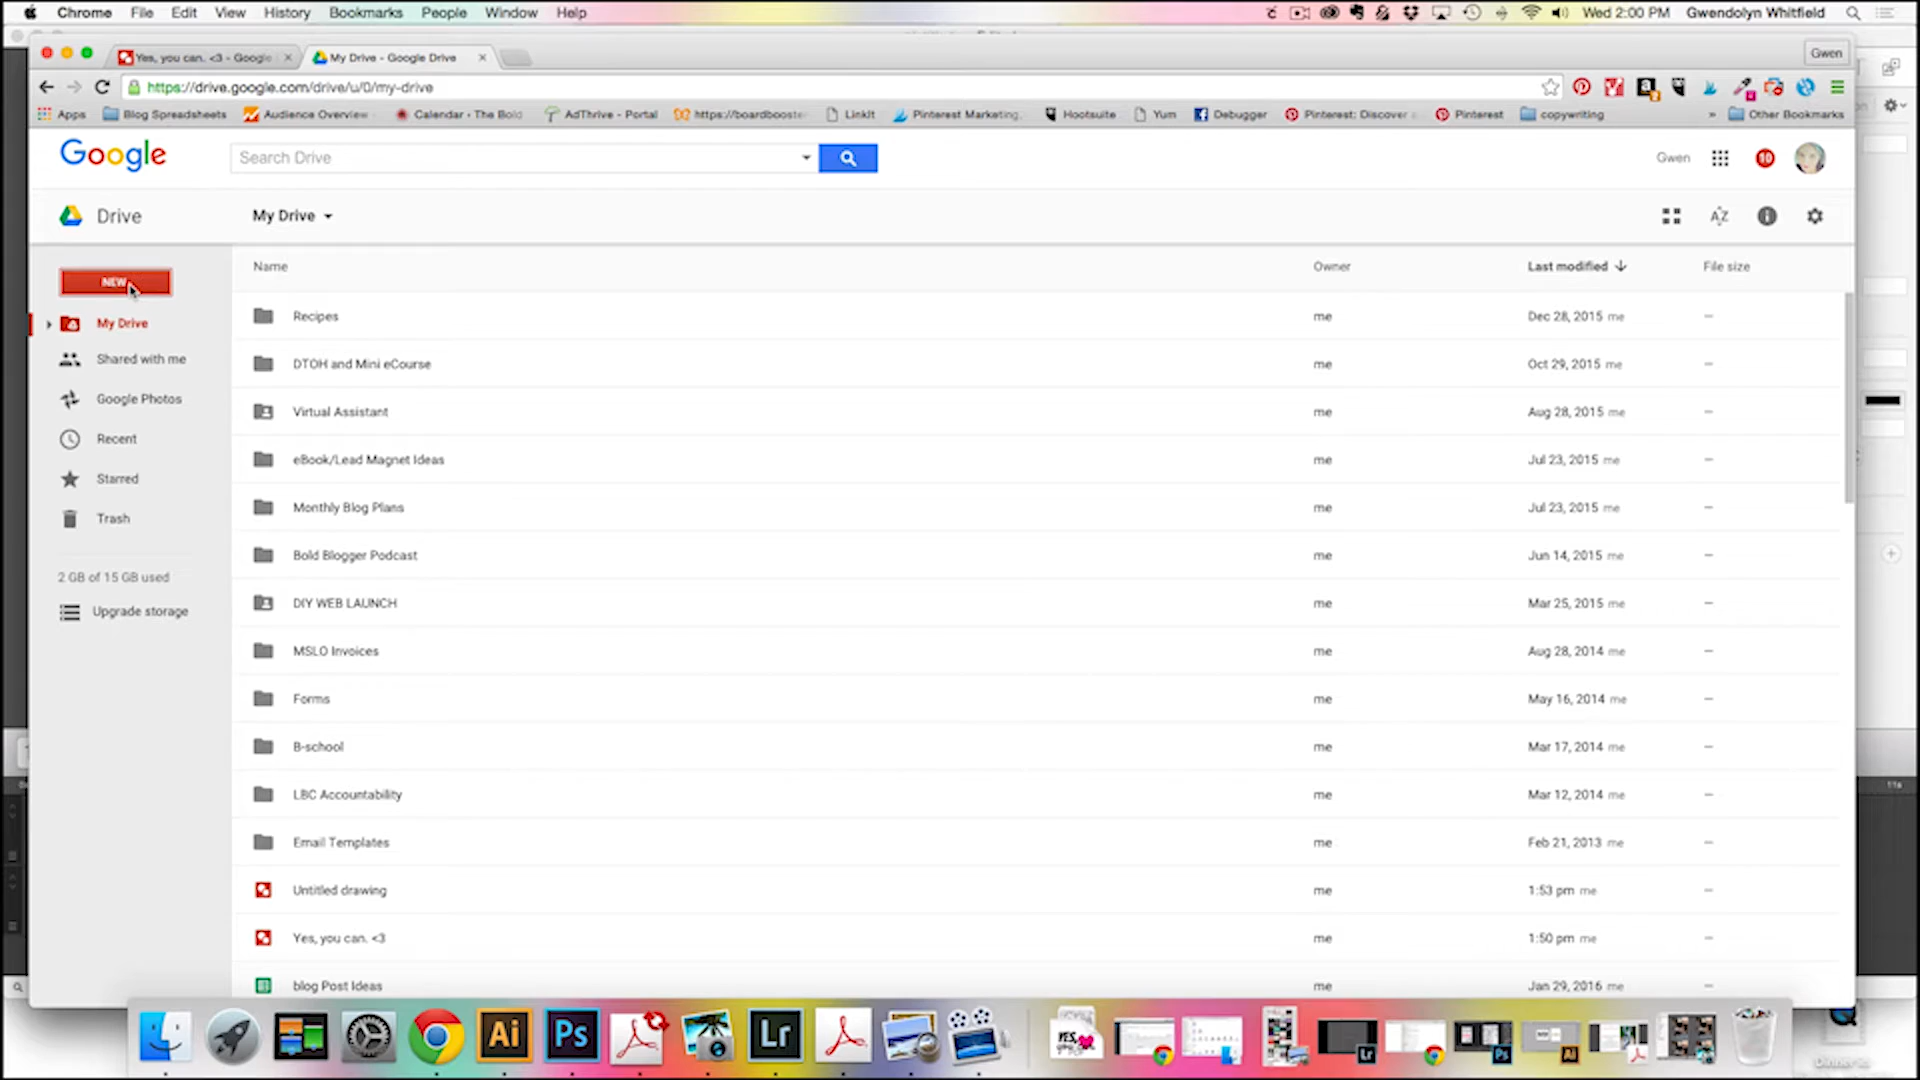 Chrome File Edit View History Bookmarks People Window Help Wed 2:00 PM Gwendolyn Whitfield
Yes, you can. <3 - Google My Drive - Google Drive Gwen
https://drive.google.com/drive/u/0/my-drive
Apps Blog Spreadsheets Audience Overview Calendar - The Bold AdThrive - Portal https://boardbooste LinkIt Pinterest Marketing. Yum Hootsuite Debugger Pinterest: Discover Pinterest copywriting » Other Bookmarks
Google Search Drive Gwen 10
Drive My Drive AZ
NEW
My Drive
Shared with me
Google Photos
Recent
Starred
Trash
2 GB of 15 GB used
Upgrade storage
Name Owner Last modified File size
Recipes me Dec 28, 2015 me –
DTOH and Mini eCourse me Oct 29, 2015 me –
Virtual Assistant me Aug 28, 2015 me –
eBook/Lead Magnet Ideas me Jul 23, 2015 me –
Monthly Blog Plans me Jul 23, 2015 me –
Bold Blogger Podcast me Jun 14, 2015 me –
DIY WEB LAUNCH me Mar 25, 2015 me –
MSLO Invoices me Aug 28, 2014 me –
Forms me May 16, 2014 me –
B-school me Mar 17, 2014 me –
LBC Accountability me Mar 12, 2014 me –
Email Templates me Feb 21, 2013 me –
Untitled drawing me 1:53 pm me –
Yes, you can. <3 me 1:50 pm me –
blog Post Ideas me Jan 29, 2016 me –
Ai Ps Lr YES, Lr Ps Ai